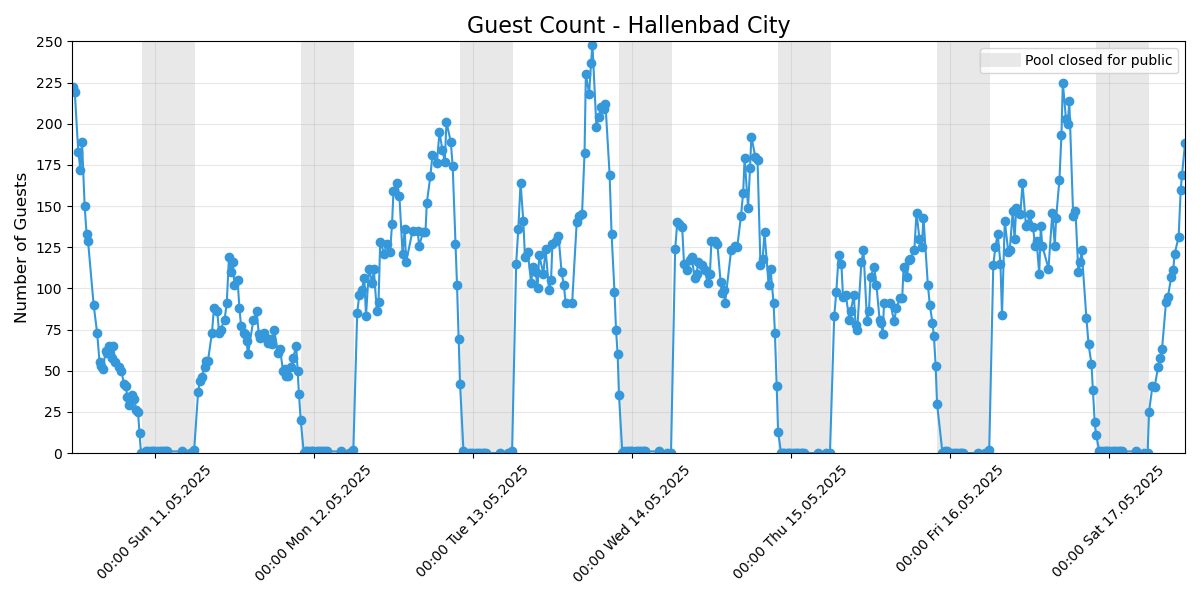 Guest Count - Hallenbad City
Pool closed for public
Number of Guests
250
225
200
175
150
125
100
75
50
25
0
00:00 Sun 11.05.2025
00:00 Mon 12.05.2025
00:00 Tue 13.05.2025
00:00 Wed 14.05.2025
00:00 Thu 15.05.2025
00:00 Fri 16.05.2025
00:00 Sat 17.05.2025